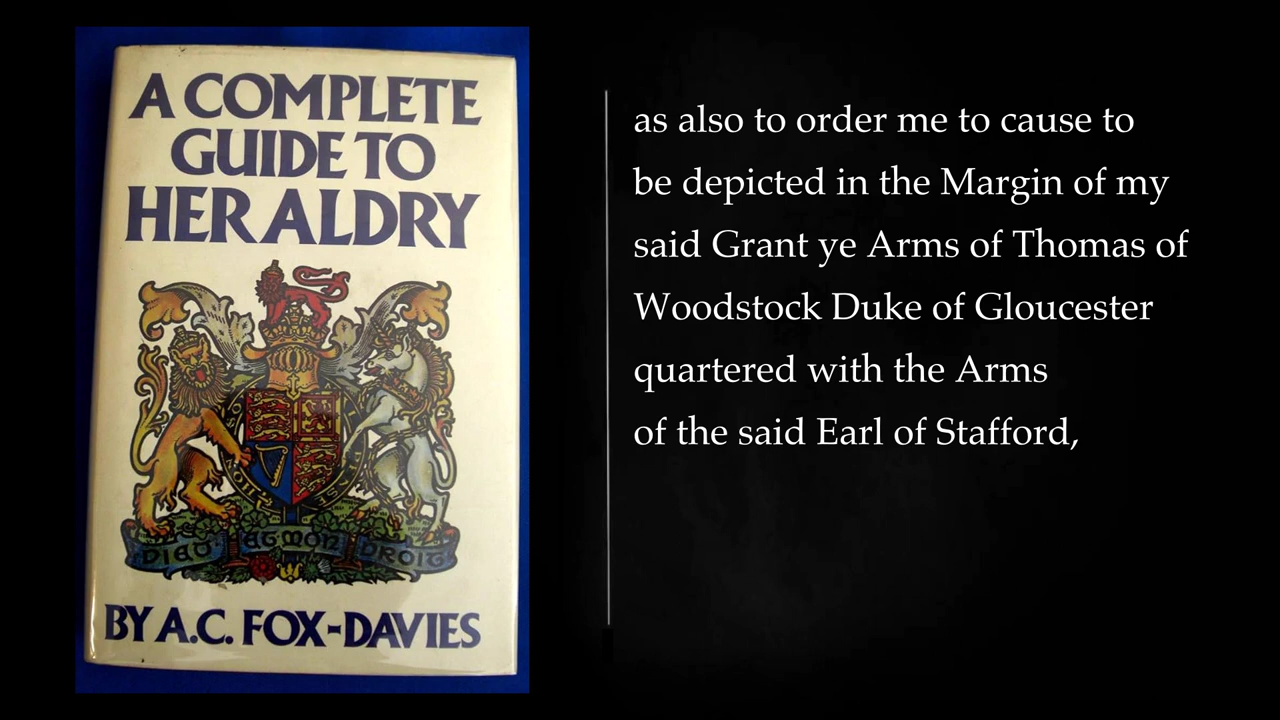 A COMPLETE
GUIDE TO
HERALDRY
DIEU ET MON DROIT
BY A.C. FOX-DAVIES
as also to order me to cause to
be depicted in the Margin of my
said Grant ye Arms of Thomas of
Woodstock Duke of Gloucester
quartered with the Arms
of the said Earl of Stafford,